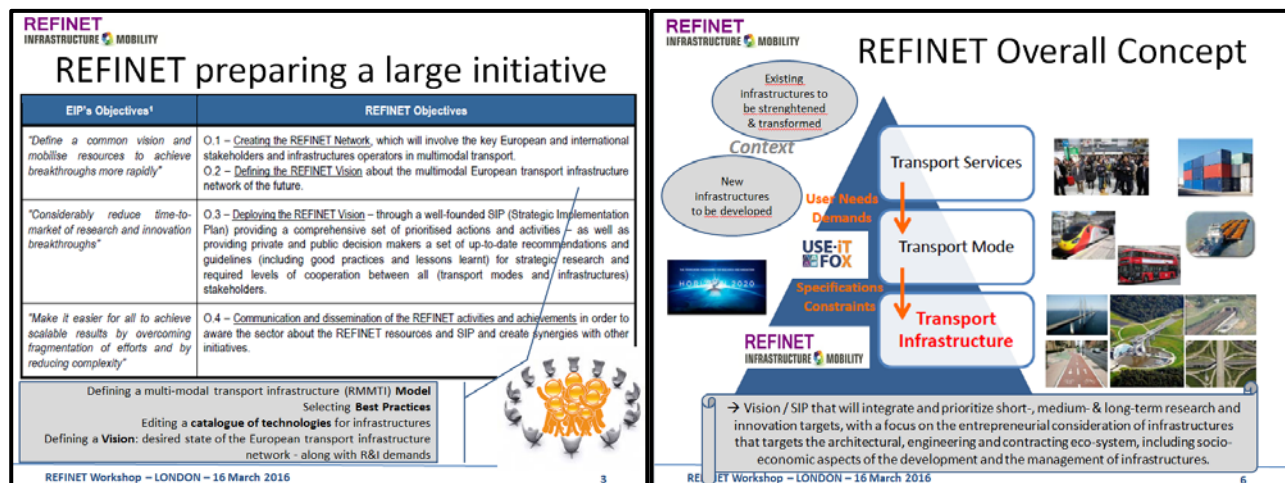 REFINET
INFRASTRUCTURE MOBILITY
REFINET preparing a large initiative
EIP's Objectives¹
REFINET Objectives
"Define a common vision and
mobilise resources to achieve
breakthroughs more rapidly"
O.1 – Creating the REFINET Network, which will involve the key European and international
stakeholders and infrastructures operators in multimodal transport.
O.2 – Defining the REFINET Vision about the multimodal European transport infrastructure
network of the future.
"Considerably reduce time-to-
market of research and innovation
breakthroughs"
O.3 – Deploying the REFINET Vision – through a well-founded SIP (Strategic Implementation
Plan) providing a comprehensive set of prioritised actions and activities – as well as
providing private and public decision makers a set of up-to-date recommendations and
guidelines (including good practices and lessons learnt) for strategic research and
required levels of cooperation between all (transport modes and infrastructures)
stakeholders.
"Make it easier for all to achieve
scalable results by overcoming
fragmentation of efforts and by
reducing complexity"
O.4 – Communication and dissemination of the REFINET activities and achievements in order to
aware the sector about the REFINET resources and SIP and create synergies with other
initiatives.
Defining a multi-modal transport infrastructure (RMMTI) Model
Selecting Best Practices
Editing a catalogue of technologies for infrastructures
Defining a Vision: desired state of the European transport infrastructure
network - along with R&I demands
REFINET Workshop – LONDON – 16 March 2016
3
REFINET
INFRASTRUCTURE MOBILITY
REFINET Overall Concept
Existing
infrastructures to
be strenghtened
& transformed
Context
New
infrastructures
to be developed
Transport Services
User Needs
Demands
USE-iT
FOX
Transport Mode
HORIZON 2020
Specifications
Constraints
Transport
Infrastructure
REFINET
INFRASTRUCTURE MOBILITY
→ Vision / SIP that will integrate and prioritize short-, medium- & long-term research and
innovation targets, with a focus on the entrepreneurial consideration of infrastructures
that targets the architectural, engineering and contracting eco-system, including socio-
economic aspects of the development and the management of infrastructures.
REFINET Workshop – LONDON – 16 March 2016
6